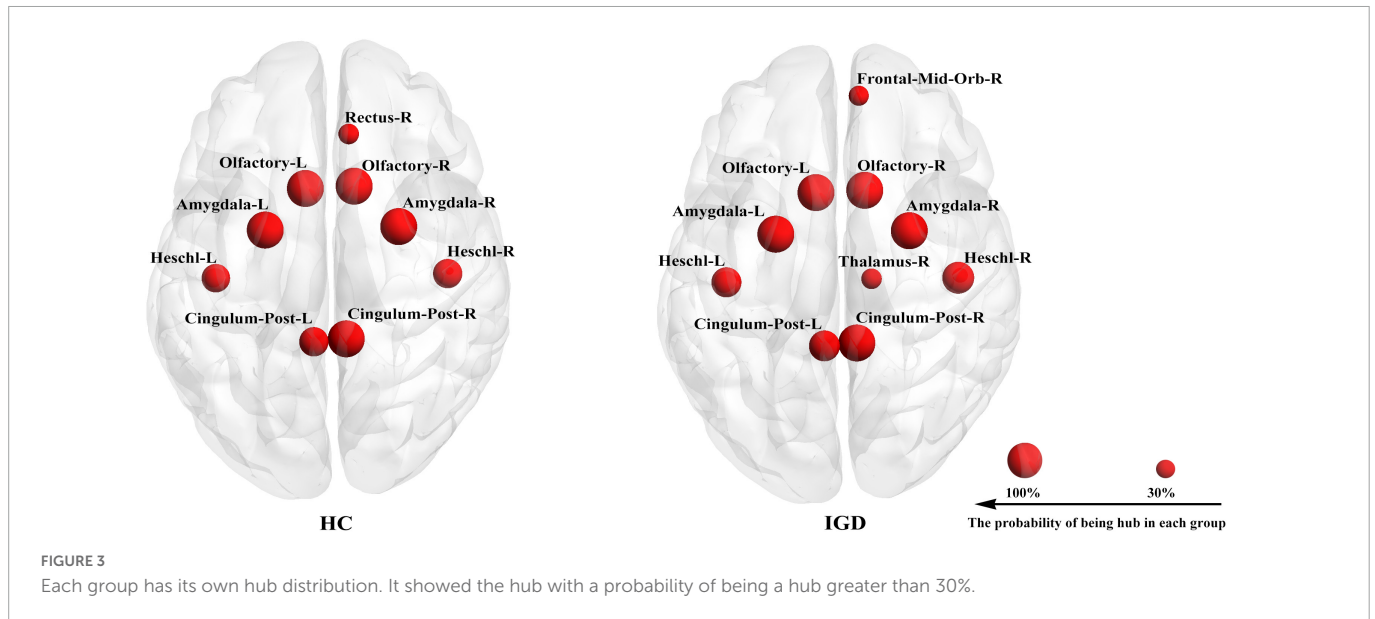 Rectus-R
Olfactory-L
Olfactory-R
Amygdala-L
Amygdala-R
Heschl-L
Heschl-R
Cingulum-Post-L
Cingulum-Post-R
HC
Frontal-Mid-Orb-R
Olfactory-L
Olfactory-R
Amygdala-L
Amygdala-R
Heschl-L
Thalamus-R
Heschl-R
Cingulum-Post-L
Cingulum-Post-R
IGD
100%
30%
The probability of being hub in each group
FIGURE 3
Each group has its own hub distribution. It showed the hub with a probability of being a hub greater than 30%.